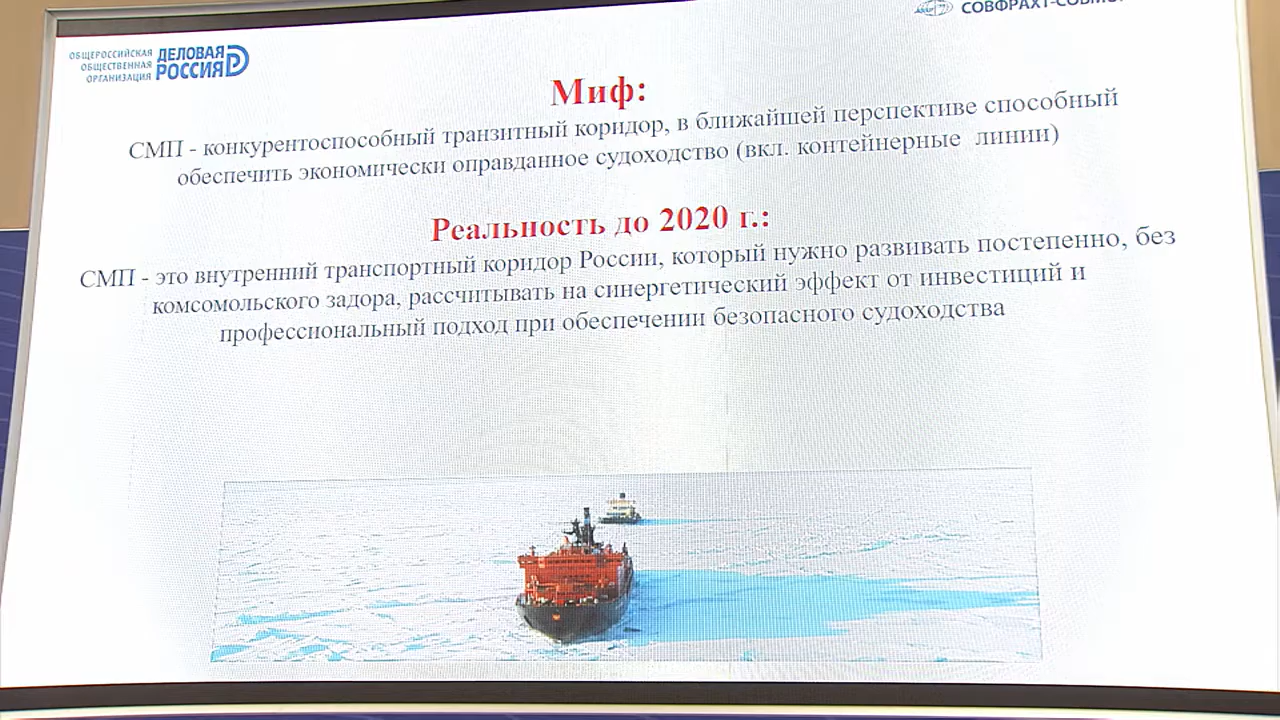 ОБЩЕРОССИЙСКАЯ
ОБЩЕСТВЕННАЯ
ОРГАНИЗАЦИЯ
ДЕЛОВАЯ
РОССИЯ
Миф:
СМП - конкурентоспособный транзитный коридор, в ближайшей перспективе способный
обеспечить экономически оправданное судоходство (вкл. контейнерные линии)
Реальность до 2020 г.:
СМП - это внутренний транспортный коридор России, который нужно развивать постепенно, без
комсомольского задора, рассчитывать на синергетический эффект от инвестиций и
профессиональный подход при обеспечении безопасного судоходства